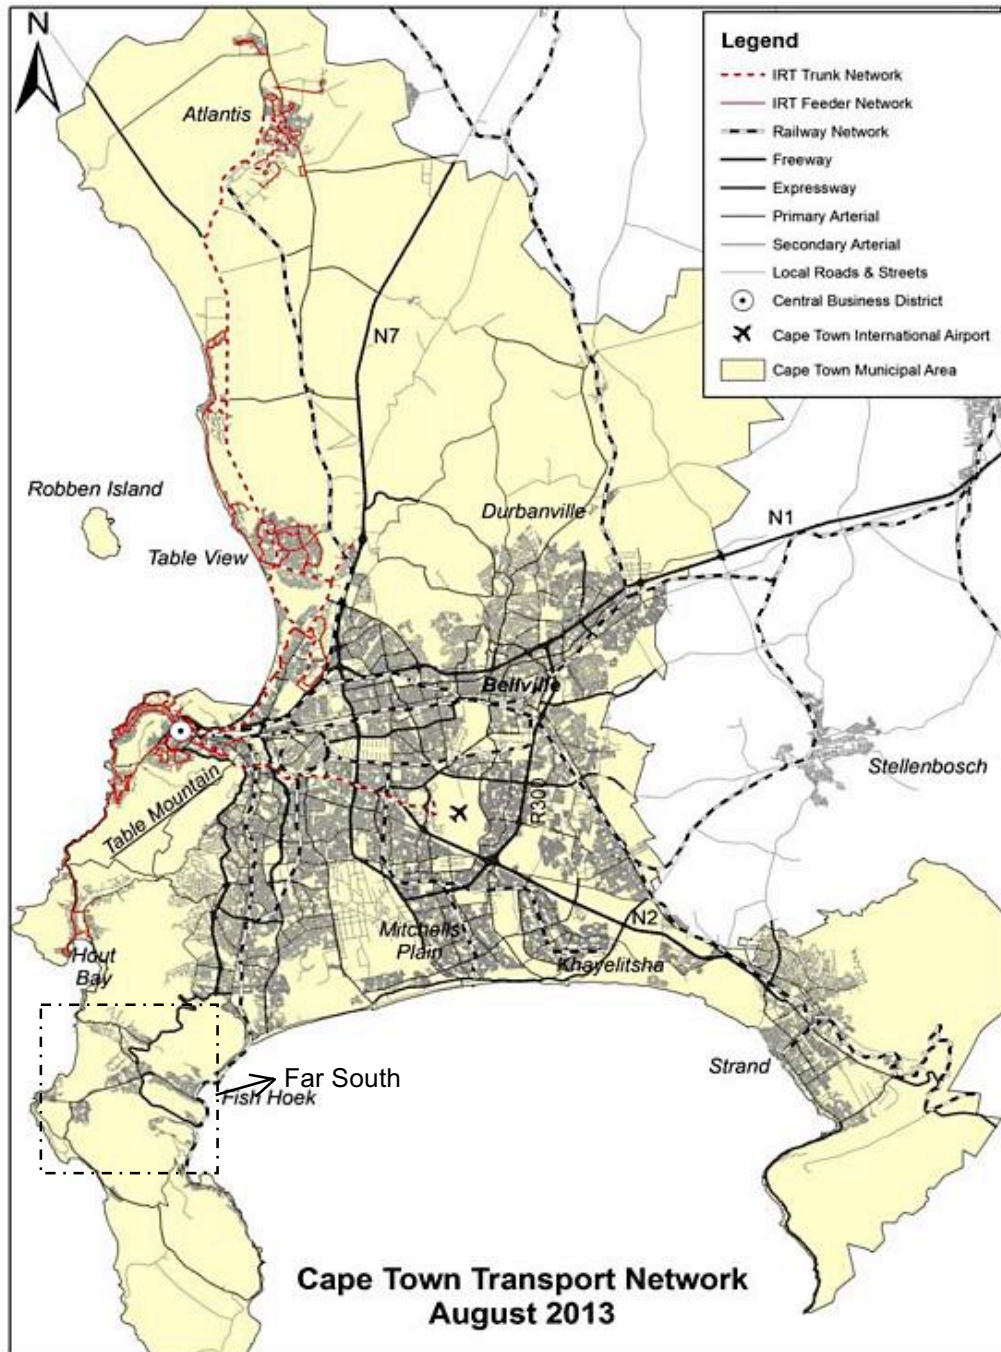 N
Legend
IRT Trunk Network
IRT Feeder Network
Railway Network
Freeway
Expressway
Primary Arterial
Secondary Arterial
Local Roads & Streets
Central Business District
Cape Town International Airport
Cape Town Municipal Area
Atlantis
N7
Robben Island
Durbanville
N1
Table View
Bellville
Stellenbosch
Table Mountain
R300
Mitchells
Plain
N2
Khayelitsha
Hout
Bay
Strand
Far South
Fish Hoek
Cape Town Transport Network
August 2013